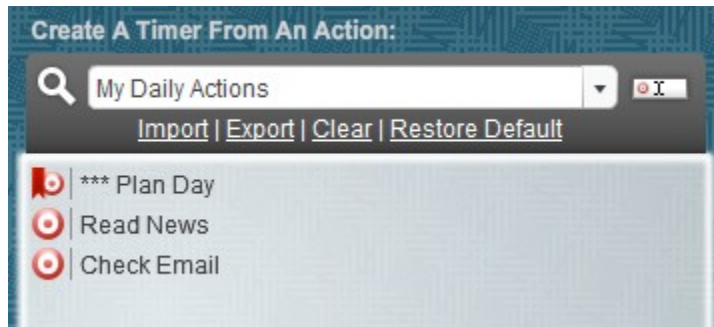 Create A Timer From An Action:
My Daily Actions
Import | Export | Clear | Restore Default
*** Plan Day
Read News
Check Email